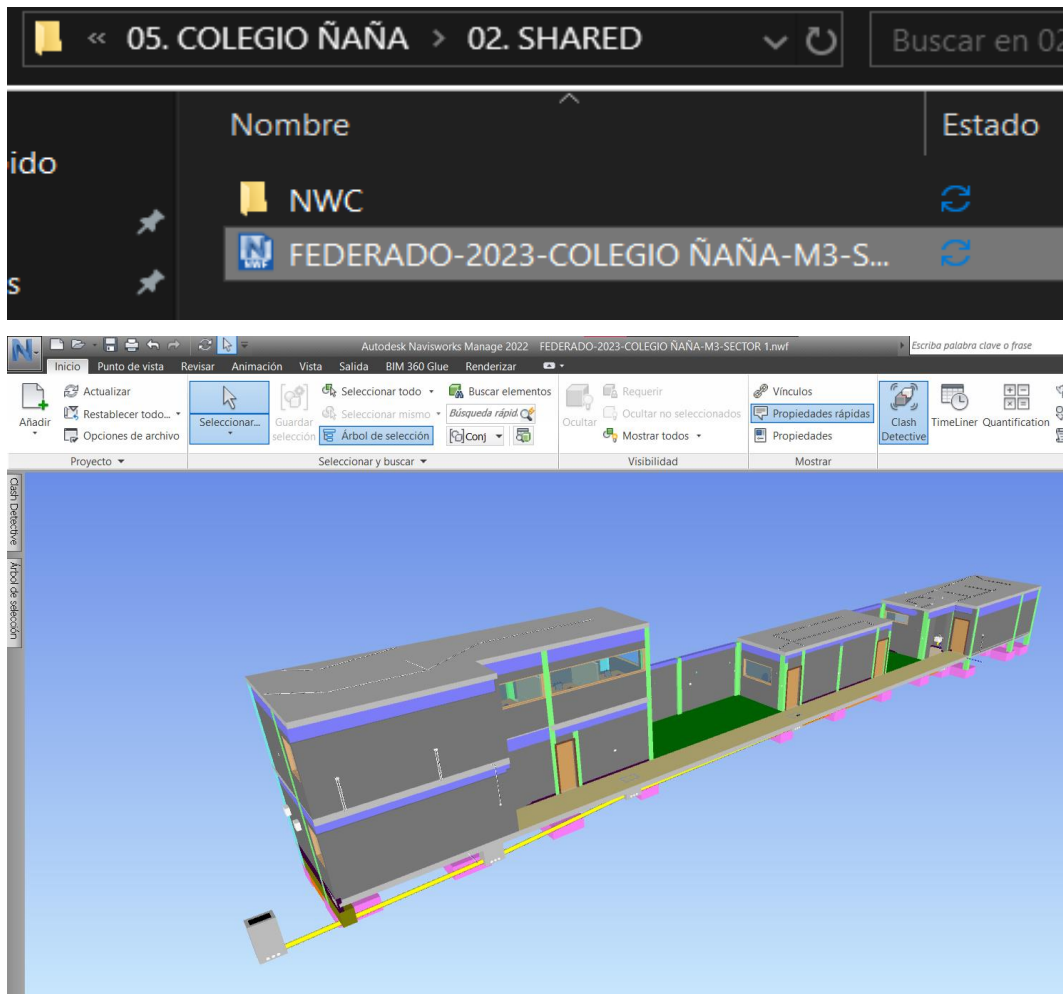 « 05. COLEGIO ÑAÑA > 02. SHARED
Buscar en 02
Nombre
Estado
ido
NWC
NWF
FEDERADO-2023-COLEGIO ÑAÑA-M3-S...
s
Autodesk Navisworks Manage 2022 FEDERADO-2023-COLEGIO ÑAÑA-M3-SECTOR 1.nwf
Escriba palabra clave o frase
Inicio Punto de vista Revisar Animación Vista Salida BIM 360 Glue Renderizar
Añadir
Actualizar
Restablecer todo...
Opciones de archivo
Proyecto
Seleccionar...
Guardar selección
Seleccionar todo
Seleccionar mismo
Árbol de selección
Buscar elementos
Búsqueda rápid
Conj
Seleccionar y buscar
Ocultar
Requerir
Ocultar no seleccionados
Mostrar todos
Visibilidad
Vínculos
Propiedades rápidas
Propiedades
Mostrar
Clash Detective
TimeLiner
Quantification
Clash Detective
Árbol de selección